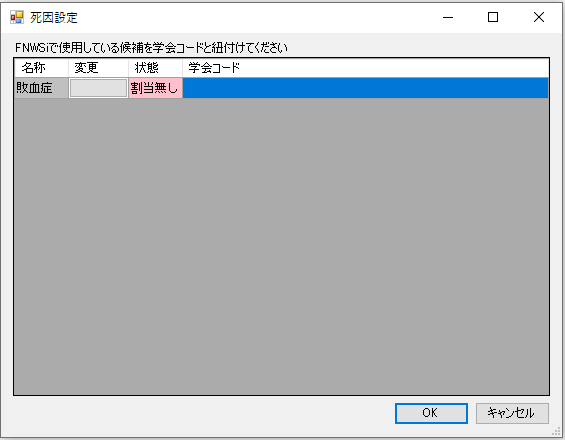 死因設定
FNWSiで使用している候補を学会コードと紐付けてください
名称 変更 状態 学会コード
敗血症 割当無し
OK キャンセル